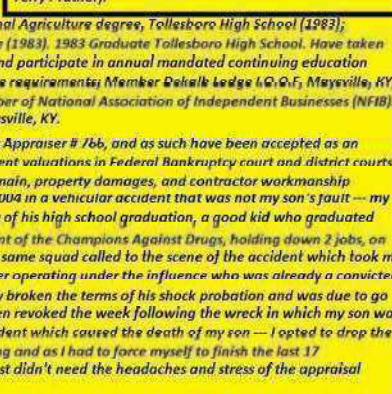 Terry Prather).
nal Agriculture degree, Tollesboro High School (1983);
e (1983). 1983 Graduate Tollesboro High School. Have taken
nd participate in annual mandated continuing education
e requirements; Member Dekalb Lodge I.O.O.F, Maysville, KY
ber of National Association of Independent Businesses (NFIB)
sville, KY.
Appraiser # 766, and as such have been accepted as an
ent valuations in Federal Bankruptcy court and district courts
main, property damages, and contractor workmanship
004 in a vehicular accident that was not my son's fault --- my
of his high school graduation, a good kid who graduated
nt of the Champions Against Drugs, holding down 2 jobs, on
same squad called to the scene of the accident which took m
er operating under the influence who was already a convicte
y broken the terms of his shock probation and was due to go
en revoked the week following the wreck in which my son wa
dent which caused the death of my son --- I opted to drop the
g and as I had to force myself to finish the last 17
st didn't need the headaches and stress of the appraisal